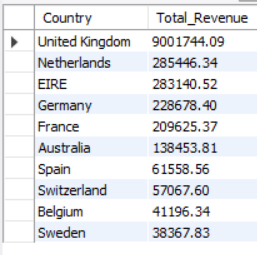 Country Total_Revenue
United Kingdom 9001744.09
Netherlands 285446.34
EIRE 283140.52
Germany 228678.40
France 209625.37
Australia 138453.81
Spain 61558.56
Switzerland 57067.60
Belgium 41196.34
Sweden 38367.83